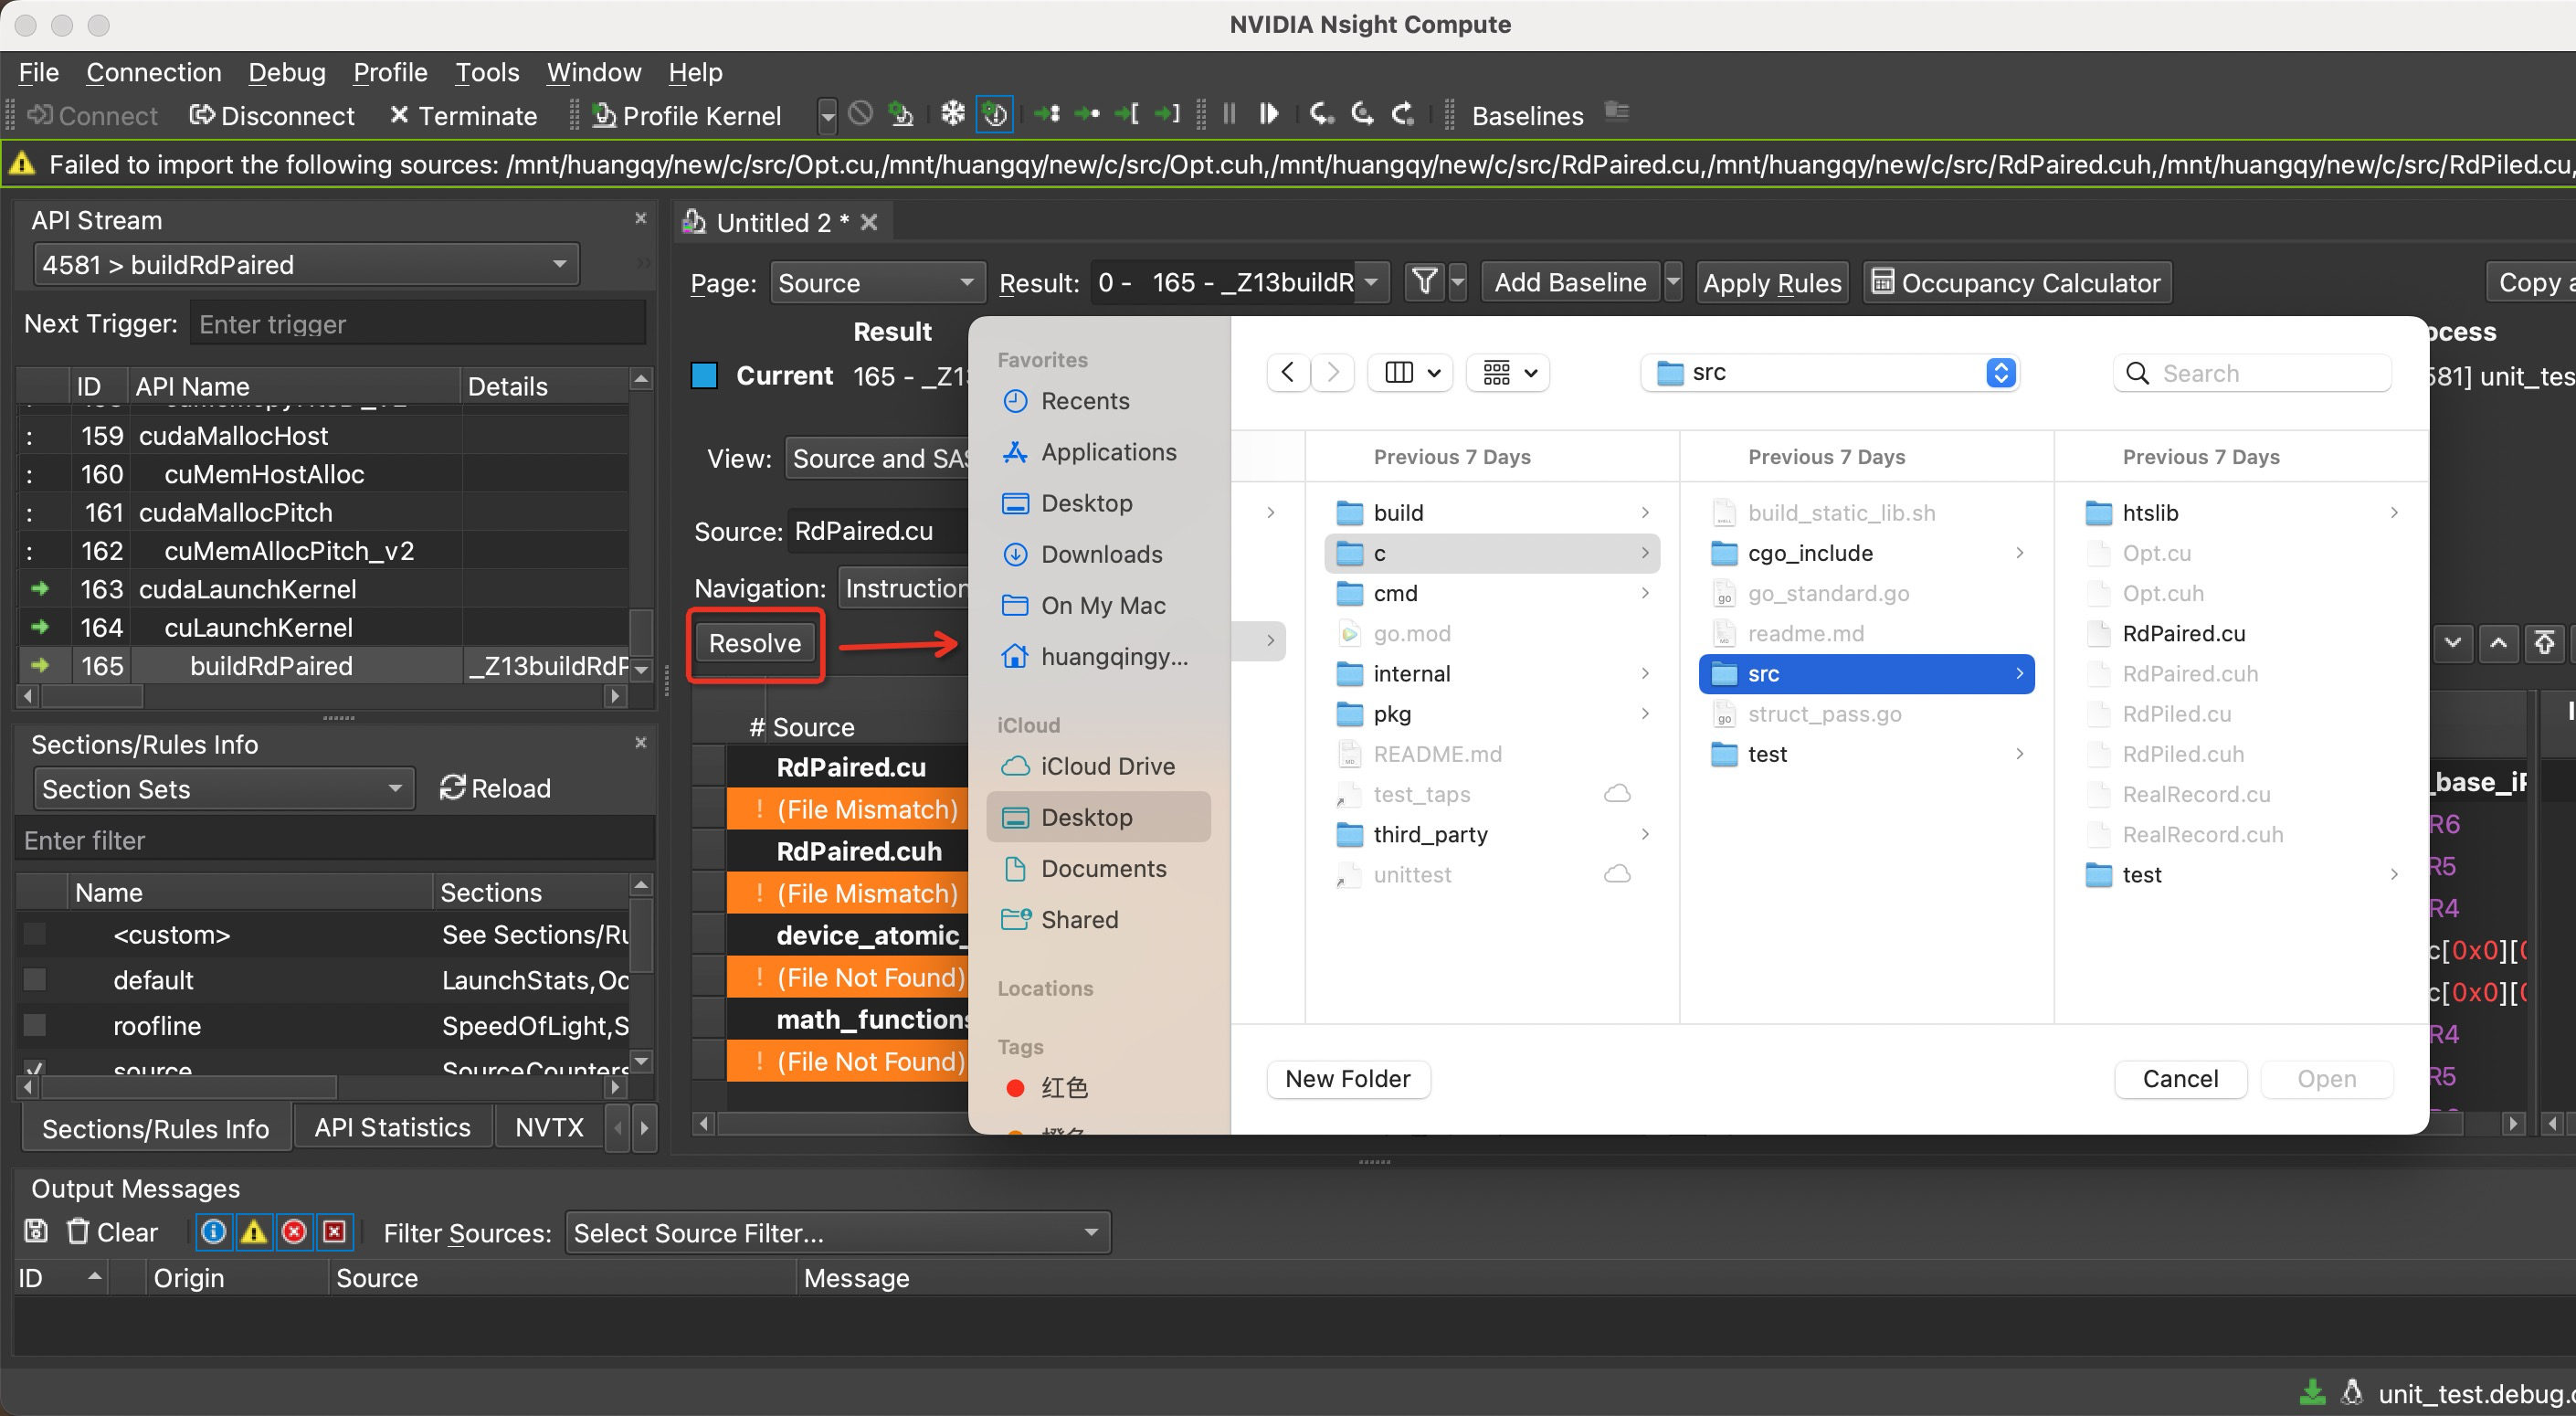 NVIDIA Nsight Compute
File Connection Debug Profile Tools Window Help
Connect Disconnect Terminate Profile Kernel Baselines
Failed to import the following sources: /mnt/huangqy/new/c/src/Opt.cu,/mnt/huangqy/new/c/src/Opt.cuh,/mnt/huangqy/new/c/src/RdPaired.cu,/mnt/huangqy/new/c/src/RdPaired.cuh,/mnt/huangqy/new/c/src/RdPiled.cu,
API Stream
4581 > buildRdPaired
Next Trigger: Enter trigger
ID API Name Details
: 159 cudaMallocHost
: 160 cuMemHostAlloc
: 161 cudaMallocPitch
: 162 cuMemAllocPitch_v2
163 cudaLaunchKernel
164 cuLaunchKernel
165 buildRdPaired _Z13buildRdP
Sections/Rules Info
Section Sets Reload
Enter filter
Name Sections
<custom> See Sections/Ru
default LaunchStats,Oc
roofline SpeedOfLight,S
source SourceCounters
Sections/Rules Info API Statistics NVTX
Untitled 2 *
Page: Source Result: 0 - 165 - _Z13buildR Add Baseline Apply Rules Occupancy Calculator Copy a
Result ocess
Current 165 - _Z13 581] unit_tes
View: Source and SAS
Source: RdPaired.cu
Navigation: Instruction
Resolve
# Source
RdPaired.cu
! (File Mismatch)
RdPaired.cuh
! (File Mismatch)
device_atomic_
! (File Not Found)
math_functions
! (File Not Found)
Favorites
Recents
Applications
Desktop
Downloads
On My Mac
huangqingy...
iCloud
iCloud Drive
Desktop
Documents
Shared
Locations
Tags
红色
橙色
src Search
Previous 7 Days
build
c
cmd
go.mod
internal
pkg
README.md
test_taps
third_party
unittest
Previous 7 Days
build_static_lib.sh
cgo_include
go_standard.go
readme.md
src
struct_pass.go
test
Previous 7 Days
htslib
Opt.cu
Opt.cuh
RdPaired.cu
RdPaired.cuh
RdPiled.cu
RdPiled.cuh
RealRecord.cu
RealRecord.cuh
test
New Folder Cancel Open
_base_iF
R6
R5
R4
c[0x0][0
c[0x0][0
R4
R5
Output Messages
Clear Filter Sources: Select Source Filter...
ID Origin Source Message
unit_test.debug.c